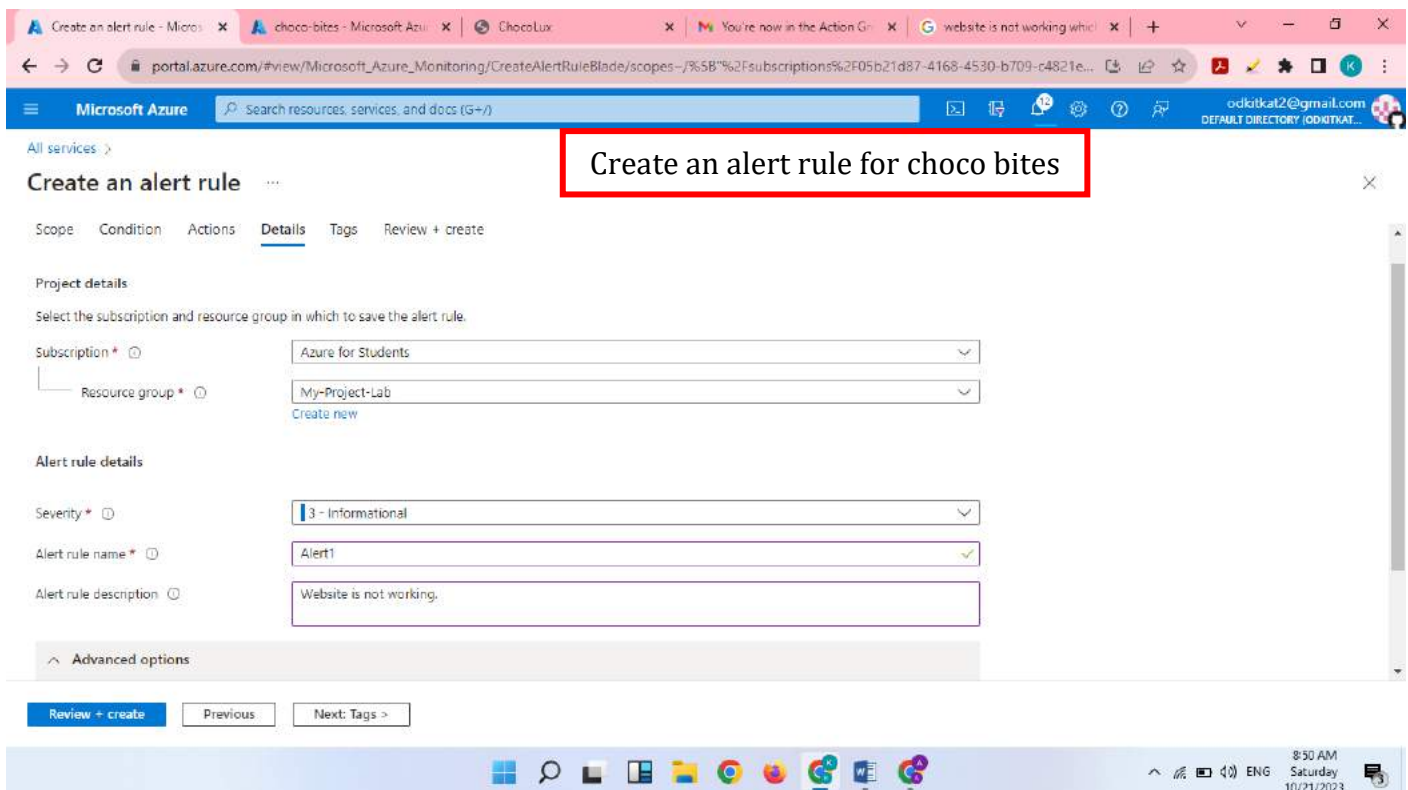 Create an alert rule - Micros
choco-bites - Microsoft Azu
ChocoLux
You're now in the Action Gr
website is not working whic
portal.azure.com/#view/Microsoft_Azure_Monitoring/CreateAlertRuleBlade/scopes~/%5B"%2Fsubscriptions%2F05b21d87-4168-4530-b709-c4821e...
K
Microsoft Azure
Search resources, services, and docs (G+/)
12
odkitkat2@gmail.com
DEFAULT DIRECTORY (ODKITKAT...
All services >
Create an alert rule for choco bites
Create an alert rule ...
Scope Condition Actions Details Tags Review + create
Project details
Select the subscription and resource group in which to save the alert rule.
Subscription * Azure for Students
Resource group * My-Project-Lab
Create new
Alert rule details
Severity * 3 - Informational
Alert rule name * Alert1
Alert rule description Website is not working.
Advanced options
Review + create Previous Next: Tags >
8:50 AM
ENG Saturday
10/21/2023
3